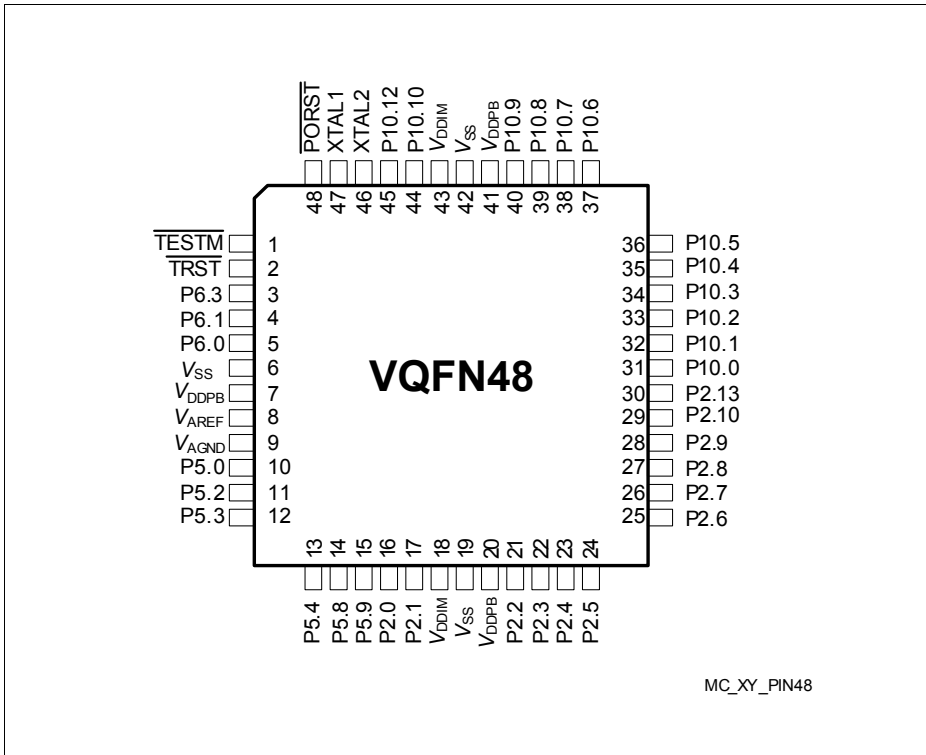 PORST
XTAL1
XTAL2
P10.12
P10.10
VDDIM
VSS
VDDPB
P10.9
P10.8
P10.7
P10.6
48
47
46
45
44
43
42
41
40
39
38
37
TESTM 1
TRST 2
P6.3 3
P6.1 4
P6.0 5
VSS 6
VDDPB 7
VAREF 8
VAGND 9
P5.0 10
P5.2 11
P5.3 12
VQFN48
36 P10.5
35 P10.4
34 P10.3
33 P10.2
32 P10.1
31 P10.0
30 P2.13
29 P2.10
28 P2.9
27 P2.8
26 P2.7
25 P2.6
13
14
15
16
17
18
19
20
21
22
23
24
P5.4
P5.8
P5.9
P2.0
P2.1
VDDIM
VSS
VDDPB
P2.2
P2.3
P2.4
P2.5
MC_XY_PIN48